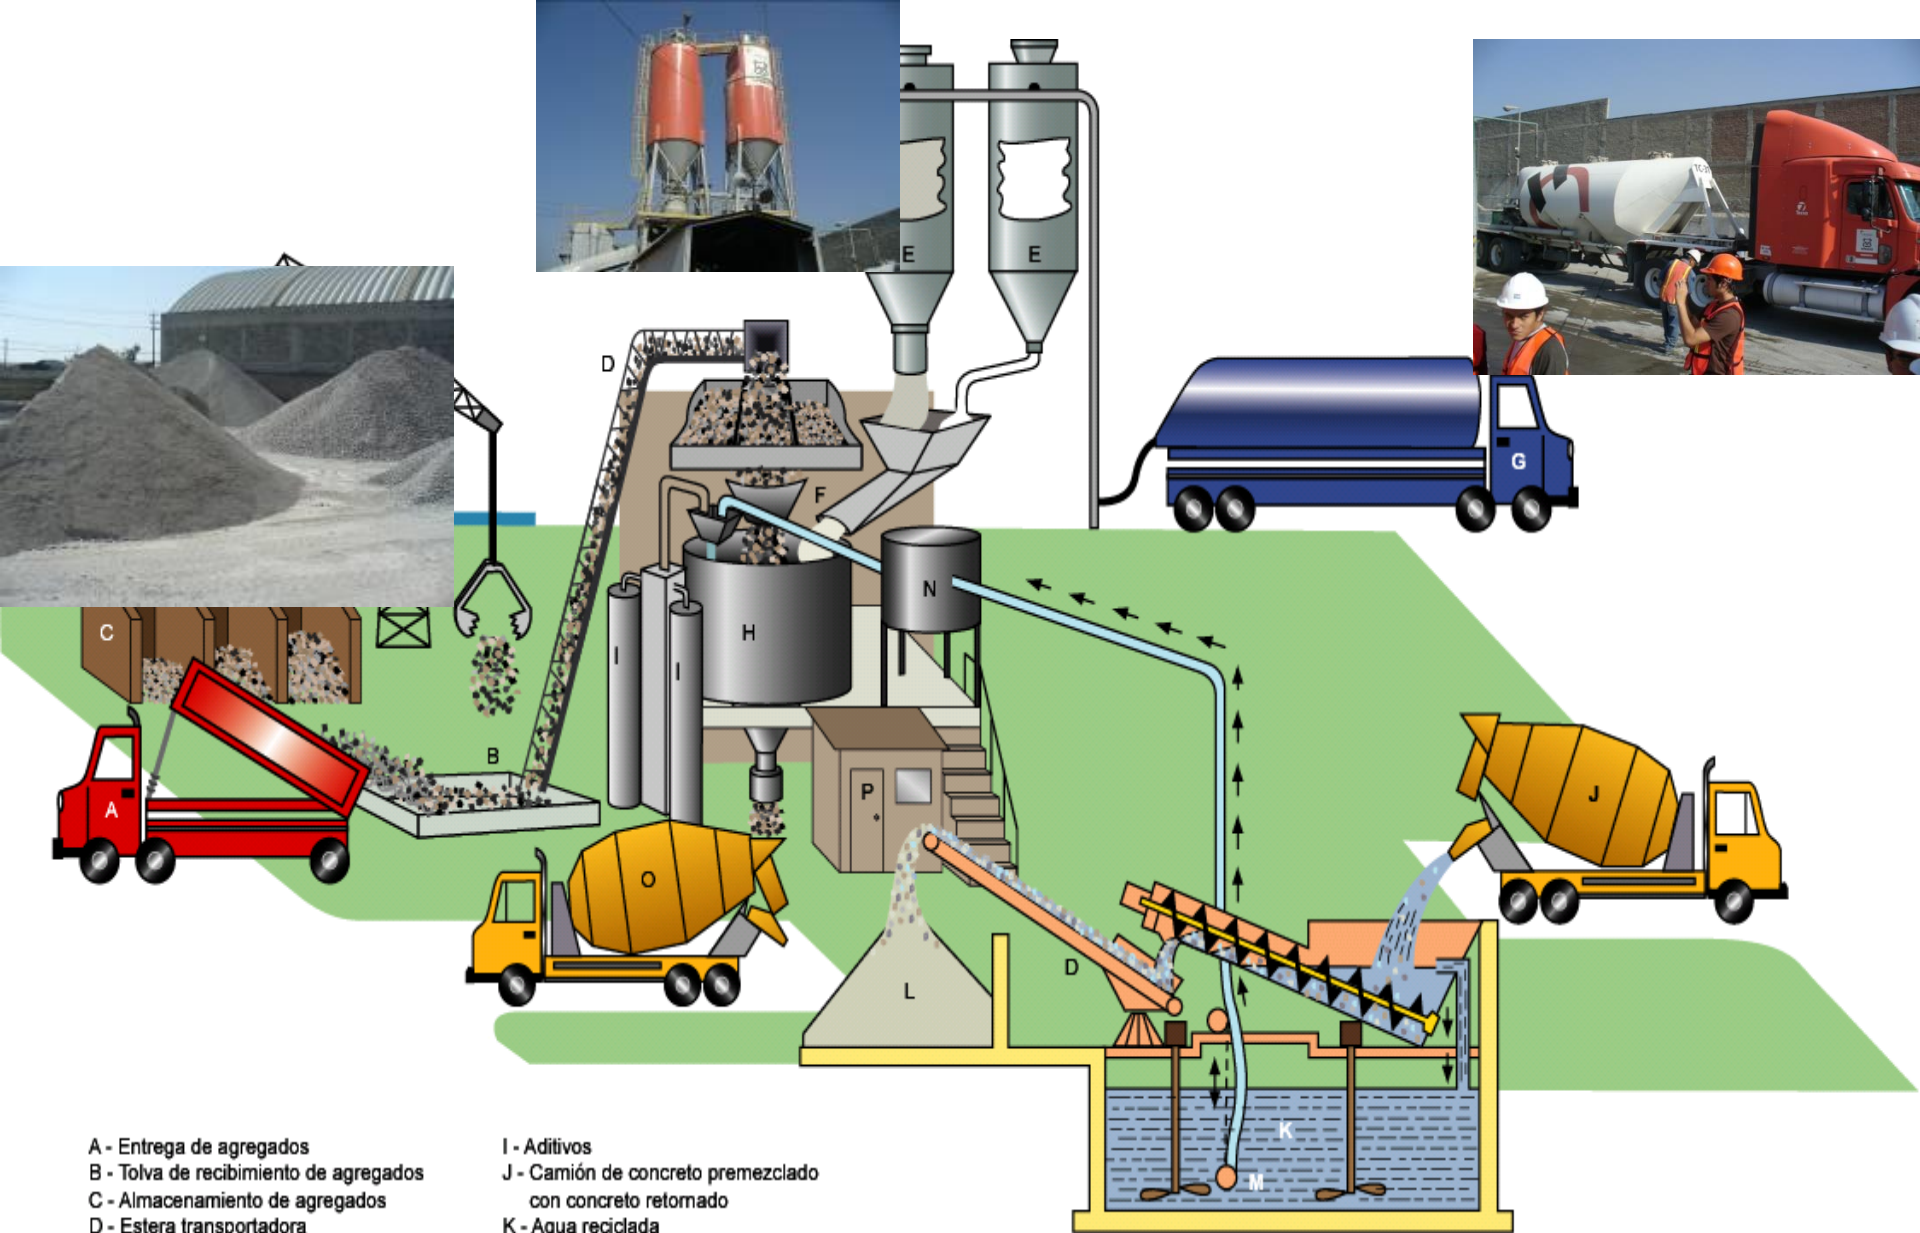 E
E
D
G
F
C
N
H
I
I
B
A
P
J
O
D
L
K
M
A - Entrega de agregados
B - Tolva de recibimiento de agregados
C - Almacenamiento de agregados
D - Estera transportadora
I - Aditivos
J - Camión de concreto premezclado
con concreto retornado
K - Agua reciclada